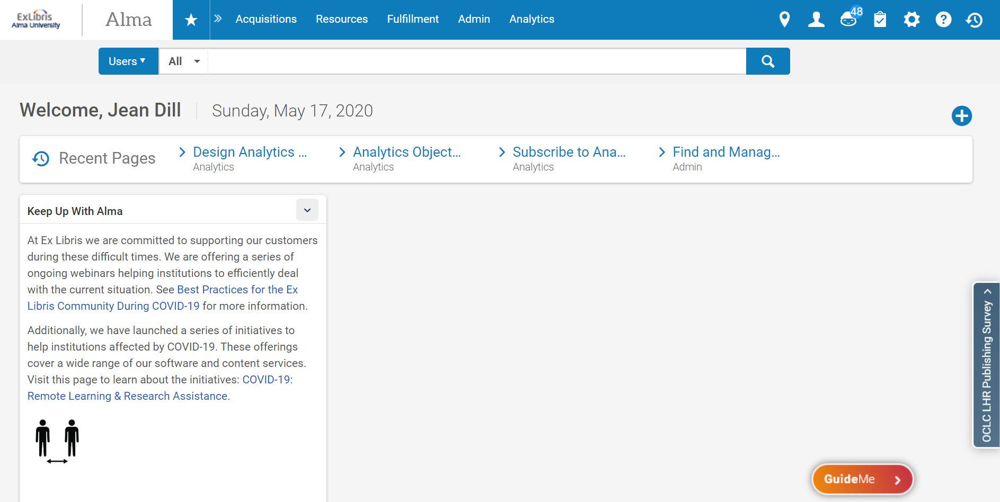 ExLibris
Alma University
Alma
Acquisitions
Resources
Fulfillment
Admin
Analytics
48
Users
All
Welcome, Jean Dill
Sunday, May 17, 2020
Recent Pages
Design Analytics ...
Analytics
Analytics Object...
Analytics
Subscribe to Ana...
Analytics
Find and Manag...
Admin
Keep Up With Alma
At Ex Libris we are committed to supporting our customers
during these difficult times. We are offering a series of
ongoing webinars helping institutions to efficiently deal
with the current situation. See Best Practices for the Ex
Libris Community During COVID-19 for more information.
Additionally, we have launched a series of initiatives to
help institutions affected by COVID-19. These offerings
cover a wide range of our software and content services.
Visit this page to learn about the initiatives: COVID-19:
Remote Learning & Research Assistance.
OCLC LHR Publishing Survey
GuideMe